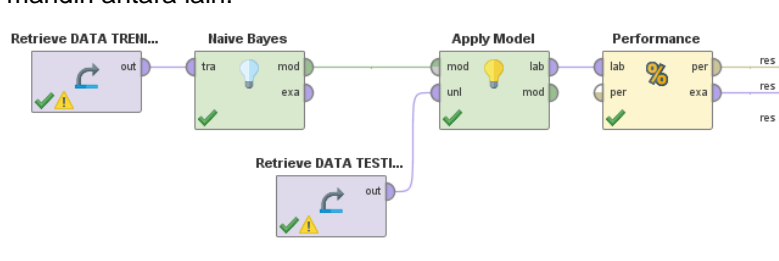 mandiri antara lain:
Retrieve DATA TRENI... Naive Bayes Apply Model Performance
out tra mod mod lab lab per res
exa unl mod per exa res
res
Retrieve DATA TESTI...
out